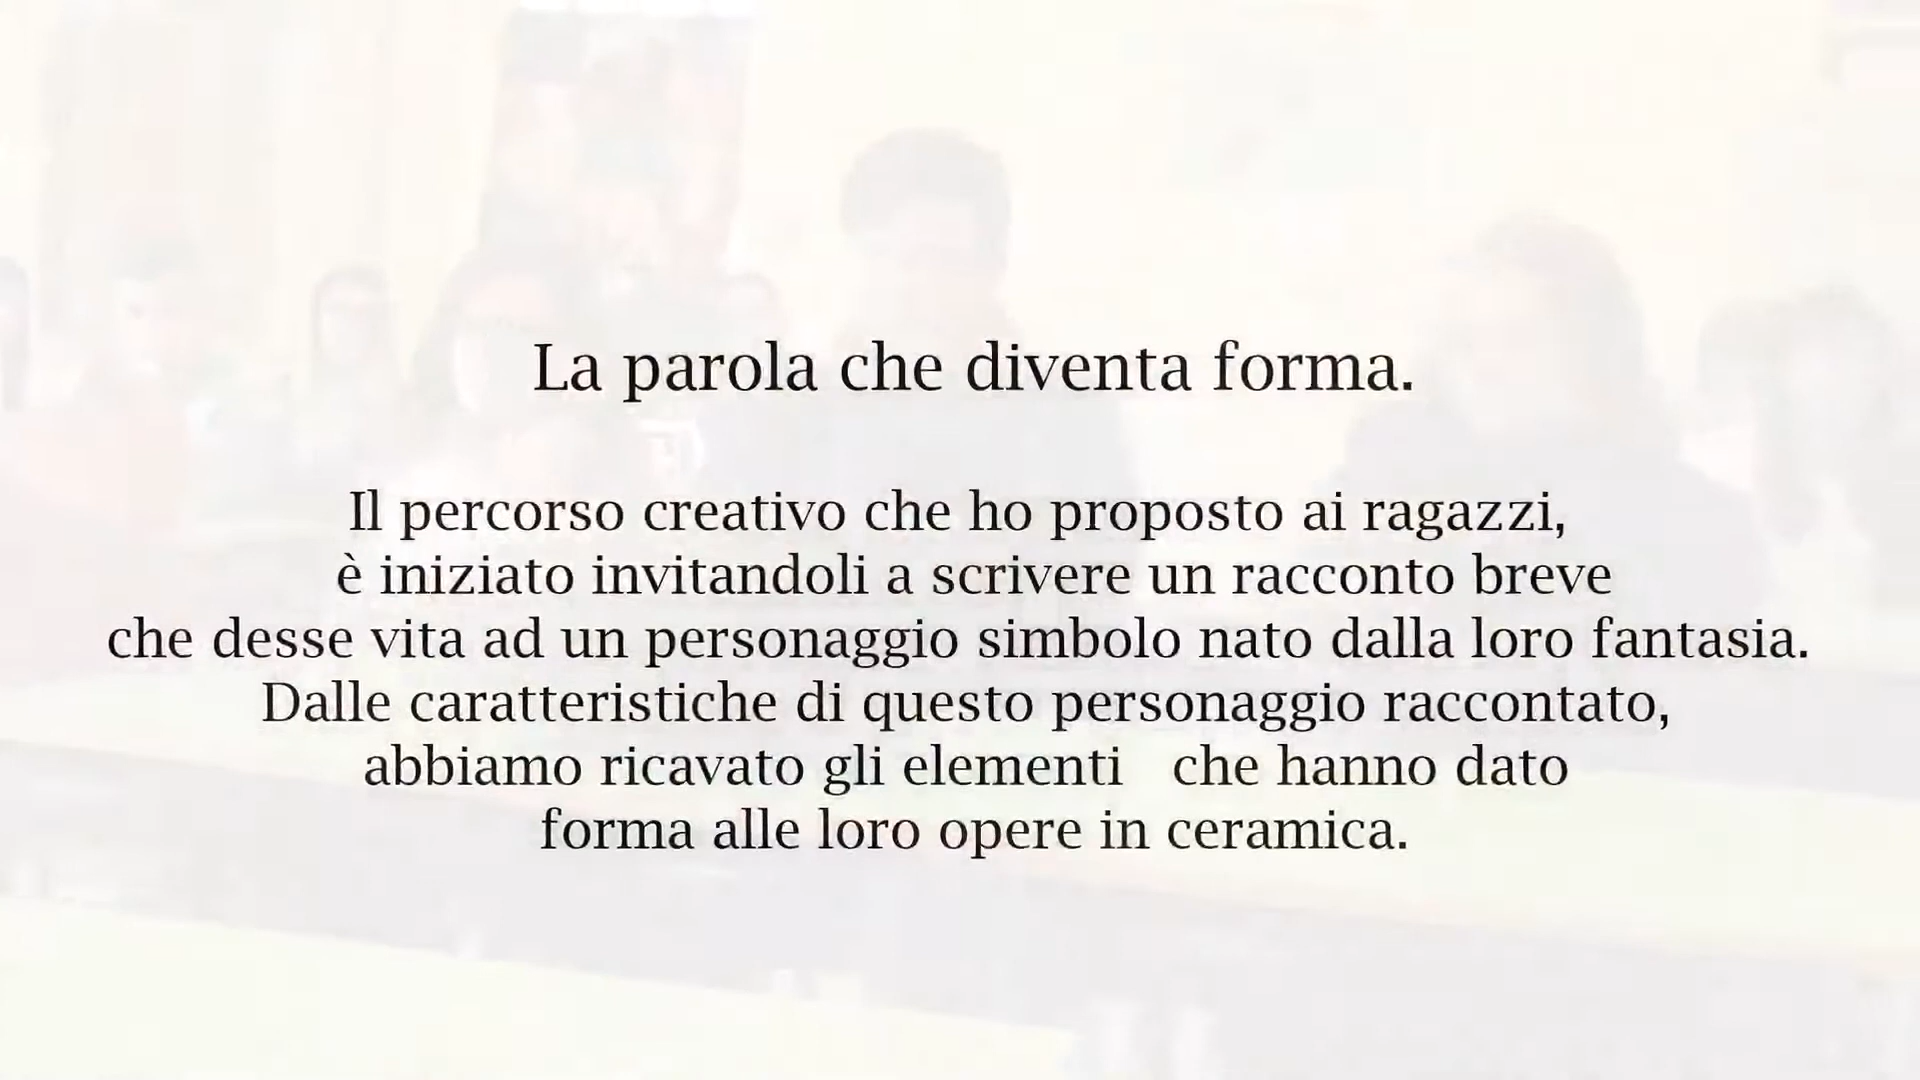 La parola che diventa forma.
Il percorso creativo che ho proposto ai ragazzi,
è iniziato invitandoli a scrivere un racconto breve
che desse vita ad un personaggio simbolo nato dalla loro fantasia.
Dalle caratteristiche di questo personaggio raccontato,
abbiamo ricavato gli elementi che hanno dato
forma alle loro opere in ceramica.